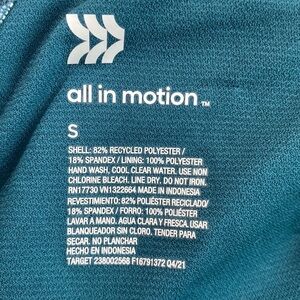 all in motion™
S
SHELL: 82% RECYCLED POLYESTER /
18% SPANDEX / LINING: 100% POLYESTER
HAND WASH, COOL CLEAR WATER. USE NON
CHLORINE BLEACH. LINE DRY. DO NOT IRON.
RN17730 VN1322664 MADE IN INDONESIA
REVESTIMIENTO: 82% POLIÉSTER RECICLADO/
18% SPANDEX / FORRO: 100% POLIÉSTER
LAVAR A MANO. AGUA CLARA Y FRESCA. USAR
BLANQUEADOR SIN CLORO. TENDER PARA
SECAR. NO PLANCHAR
HECHO EN INDONESIA
TARGET 238002568 F16791372 Q4/21